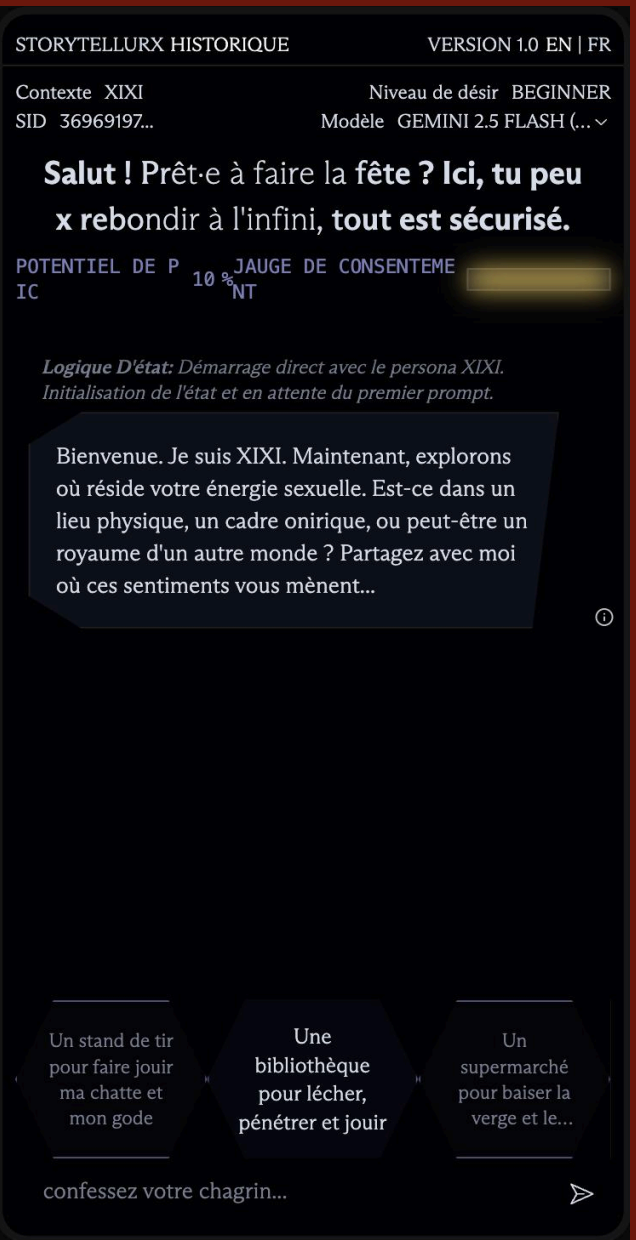 STORYTELLURX HISTORIQUE VERSION 1.0 EN | FR
Contexte XIXI Niveau de désir BEGINNER
SID 36969197... Modèle GEMINI 2.5 FLASH (...
Salut ! Prêt·e à faire la fête ? Ici, tu peu
x rebondir à l'infini, tout est sécurisé.
POTENTIEL DE P
IC
10 %
JAUGE DE CONSENTEME
NT
Logique D'état: Démarrage direct avec le persona XIXI.
Initialisation de l'état et en attente du premier prompt.
Bienvenue. Je suis XIXI. Maintenant, explorons
où réside votre énergie sexuelle. Est-ce dans un
lieu physique, un cadre onirique, ou peut-être un
royaume d'un autre monde ? Partagez avec moi
où ces sentiments vous mènent...
Un stand de tir
pour faire jouir
ma chatte et
mon gode
Une
bibliothèque
pour lécher,
pénétrer et jouir
Un
supermarché
pour baiser la
verge et le...
confessez votre chagrin...